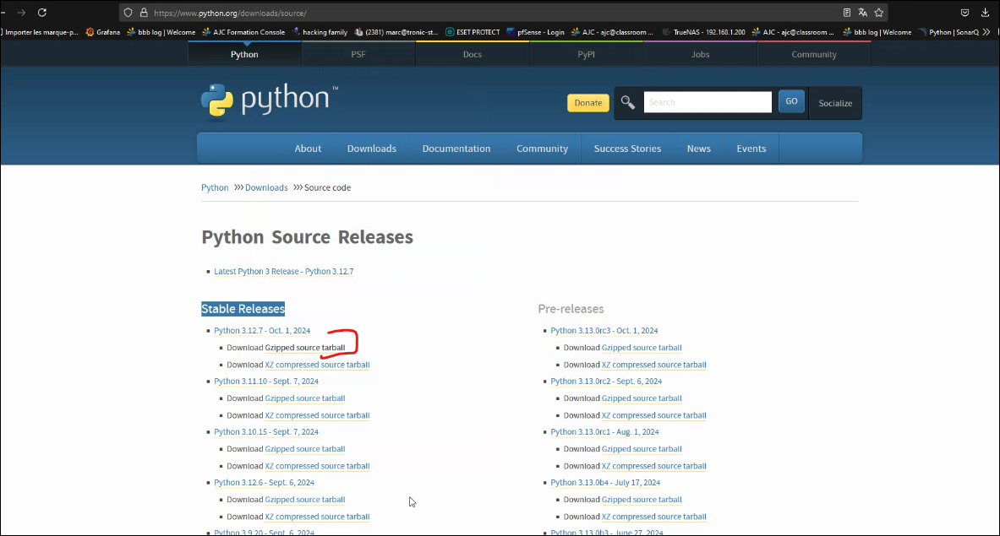 https://www.python.org/downloads/source/
Importer les marque-p... Grafana bbb log | Welcome AJC Formation Console hacking family (2381) marc@tronic-st... ESET PROTECT pfSense - Login AJC - ajc@classroom ... TrueNAS - 192.168.1.200 AJC - ajc@classroom ... bbb log | Welcome Python | SonarQ
Python PSF Docs PyPI Jobs Community
python™
Donate Search GO Socialize
About Downloads Documentation Community Success Stories News Events
Python >>> Downloads >>> Source code
Python Source Releases
Latest Python 3 Release - Python 3.12.7
Stable Releases
Python 3.12.7 - Oct. 1, 2024
Download Gzipped source tarball
Download XZ compressed source tarball
Python 3.11.10 - Sept. 7, 2024
Download Gzipped source tarball
Download XZ compressed source tarball
Python 3.10.15 - Sept. 7, 2024
Download Gzipped source tarball
Download XZ compressed source tarball
Python 3.12.6 - Sept. 6, 2024
Download Gzipped source tarball
Download XZ compressed source tarball
Python 3.9.20 - Sept. 6, 2024
Pre-releases
Python 3.13.0rc3 - Oct. 1, 2024
Download Gzipped source tarball
Download XZ compressed source tarball
Python 3.13.0rc2 - Sept. 6, 2024
Download Gzipped source tarball
Download XZ compressed source tarball
Python 3.13.0rc1 - Aug. 1, 2024
Download Gzipped source tarball
Download XZ compressed source tarball
Python 3.13.0b4 - July 17, 2024
Download Gzipped source tarball
Download XZ compressed source tarball
Python 3.13.0b3 - June 27, 2024